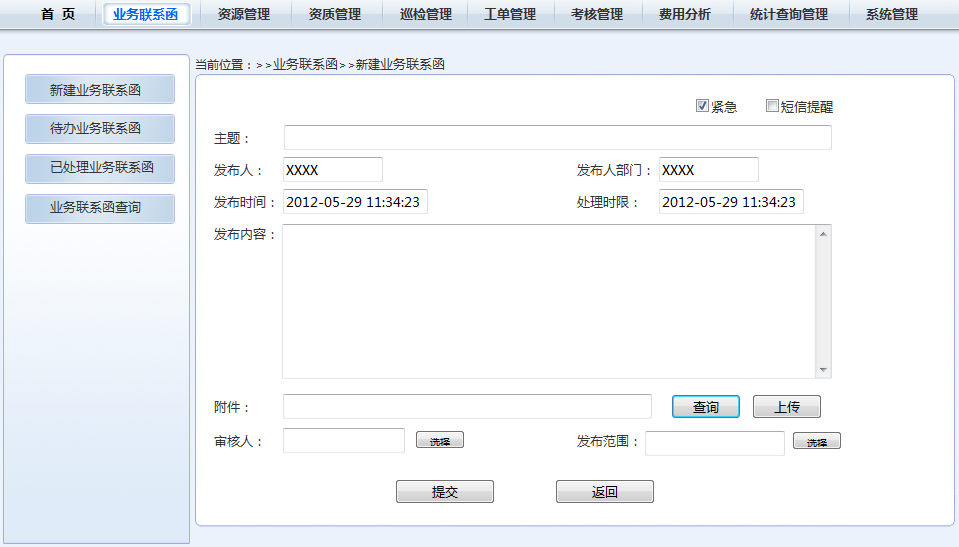 首 页 业务联系函 资源管理 资质管理 巡检管理 工单管理 考核管理 费用分析 统计查询管理 系统管理
当前位置：>>业务联系函>>新建业务联系函
新建业务联系函
待办业务联系函
已处理业务联系函
业务联系函查询
紧急 短信提醒
主题：
发布人： XXXX 发布人部门： XXXX
发布时间： 2012-05-29 11:34:23 处理时限： 2012-05-29 11:34:23
发布内容：
附件： 查询 上传
审核人： 选择 发布范围： 选择
提交 返回